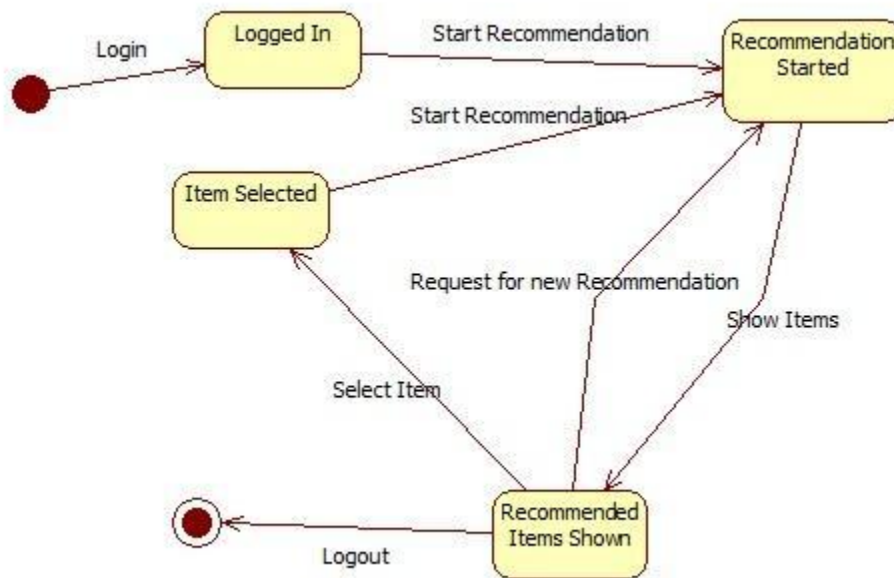 Login
Logged In
Start Recommendation
Recommendation
Started
Start Recommendation
Item Selected
Request for new Recommendation
Show Items
Select Item
Recommended
Items Shown
Logout